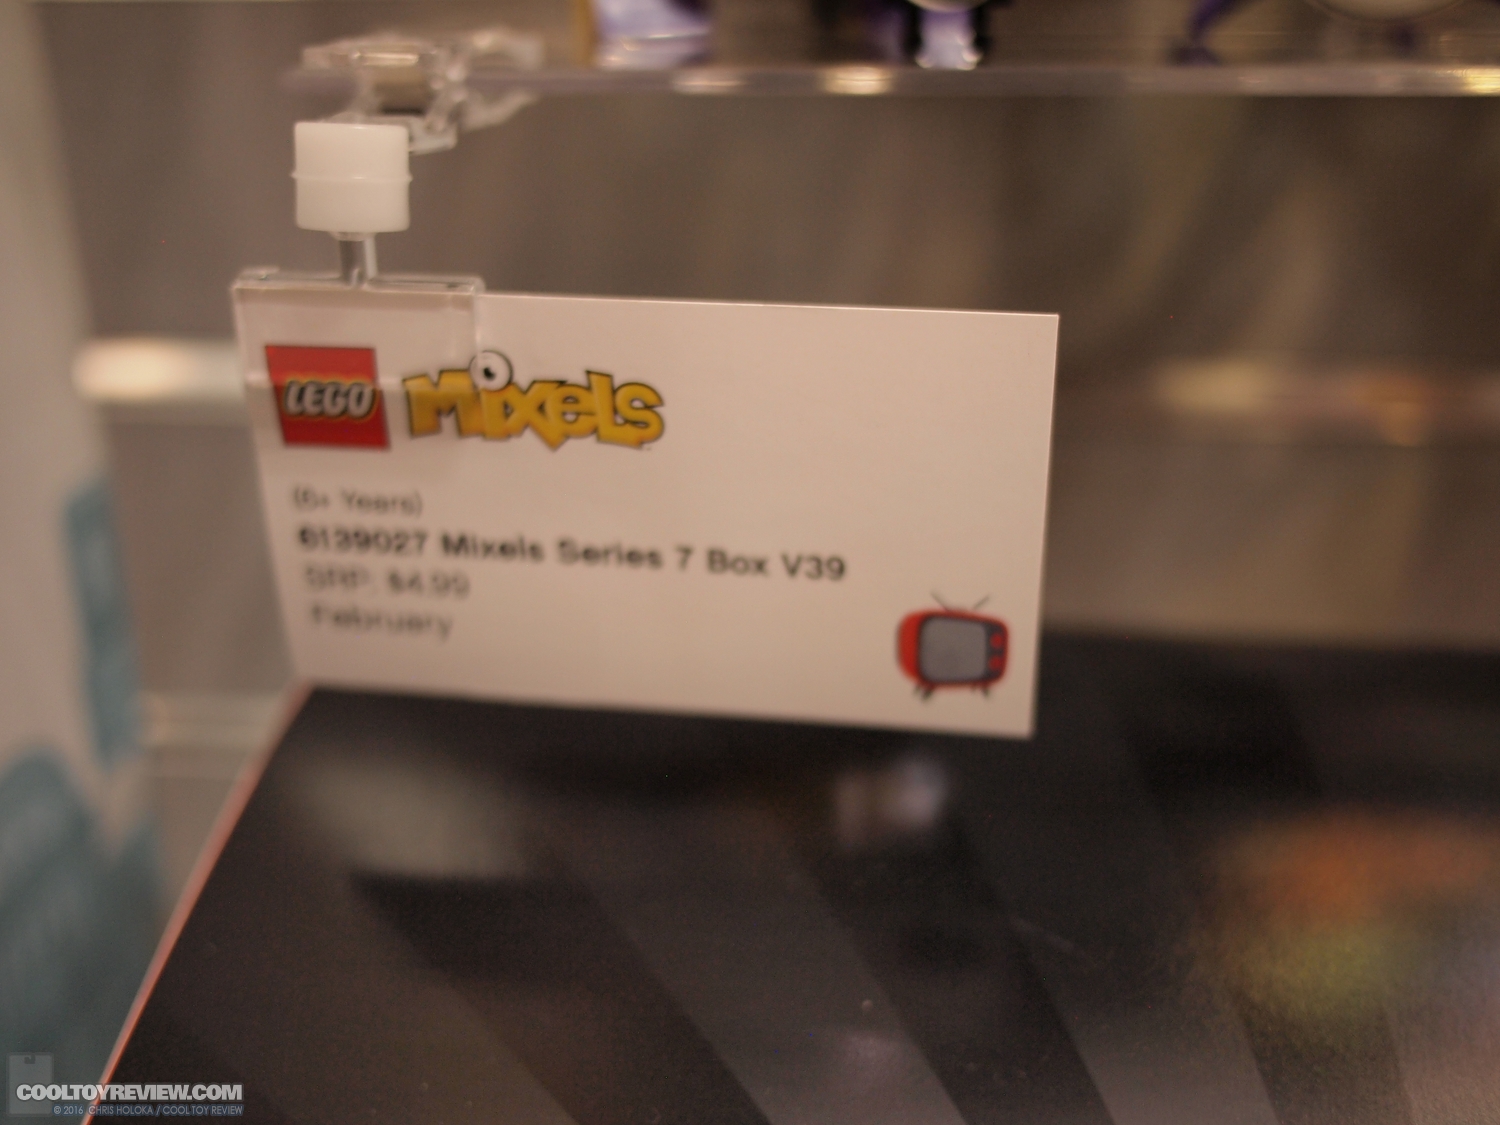 LEGO Mixels
(6+ Years)
6139027 Mixels Series 7 Box V39
SRP: $4.99
February
COOLTOYREVIEW.COM
© 2016 CHRIS HOLOKA / COOL TOY REVIEW